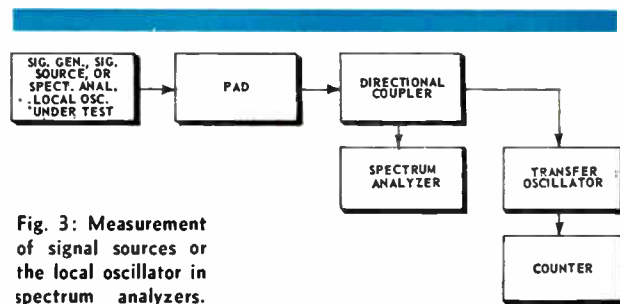 SIG. GEN., SIG.
SOURCE, OR
SPECT. ANAL.
LOCAL OSC.
UNDER TEST
PAD
DIRECTIONAL
COUPLER
SPECTRUM
ANALYZER
TRANSFER
OSCILLATOR
COUNTER
Fig. 3: Measurement
of signal sources or
the local oscillator in
spectrum analyzers.